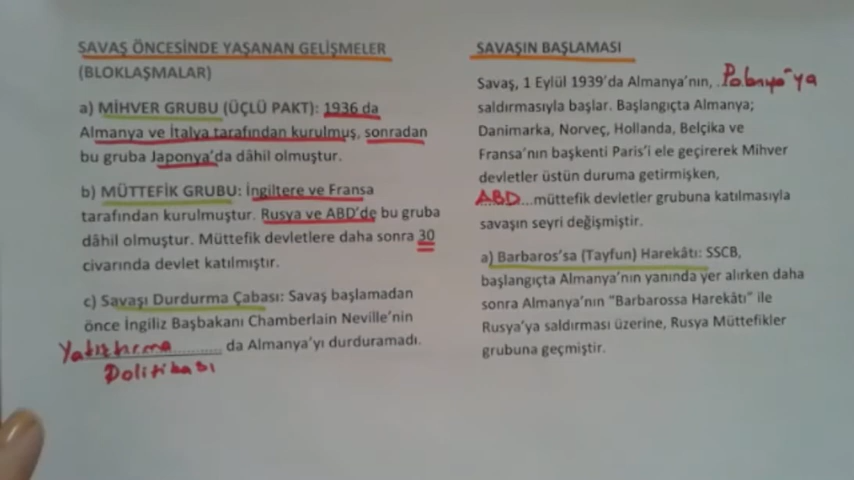 SAVAŞ ÖNCESİNDE YAŞANAN GELİŞMELER
(BLOKLAŞMALAR)
a) MİHVER GRUBU (ÜÇLÜ PAKT): 1936 da
Almanya ve İtalya tarafından kurulmuş, sonradan
bu gruba Japonya'da dâhil olmuştur.
b) MÜTTEFİK GRUBU: İngiltere ve Fransa
tarafından kurulmuştur. Rusya ve ABD'de bu gruba
dâhil olmuştur. Müttefik devletlere daha sonra 30
civarında devlet katılmıştır.
c) Savaşı Durdurma Çabası: Savaş başlamadan
önce İngiliz Başbakanı Chamberlain Neville'nin
Yatıştırma........... da Almanya'yı durduramadı.
Politikası
SAVAŞIN BAŞLAMASI
Savaş, 1 Eylül 1939'da Almanya'nın, ..Polonya'ya
saldırmasıyla başlar. Başlangıçta Almanya;
Danimarka, Norveç, Hollanda, Belçika ve
Fransa'nın başkenti Paris'i ele geçirerek Mihver
devletler üstün duruma getirmişken,
ABD...müttefik devletler grubuna katılmasıyla
savaşın seyri değişmiştir.
a) Barbaros'sa (Tayfun) Harekâtı: SSCB,
başlangıçta Almanya'nın yanında yer alırken daha
sonra Almanya'nın "Barbarossa Harekâtı" ile
Rusya'ya saldırması üzerine, Rusya Müttefikler
grubuna geçmiştir.